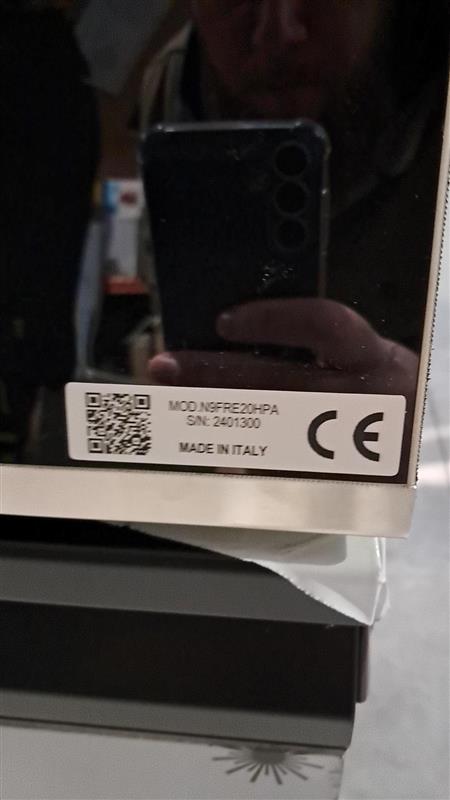 MOD.N9FRE20HPA
S/N: 2401300
MADE IN ITALY
CE